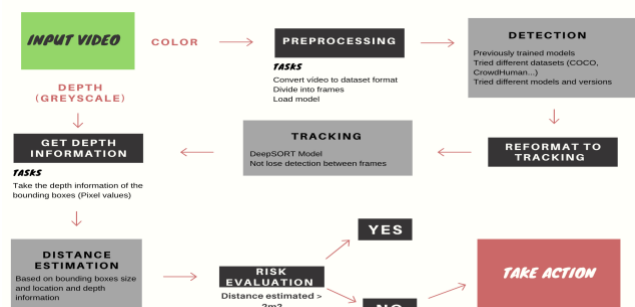 INPUT VIDEO
COLOR
PREPROCESSING
TASKS
Convert video to dataset format
Divide into frames
Load model
DETECTION
Previously trained models
Tried different datasets (COCO,
CrowdHuman...)
Tried different models and versions
DEPTH
(GREYSCALE)
GET DEPTH
INFORMATION
TASKS
Take the depth information of the
bounding boxes (Pixel values)
TRACKING
DeepSORT Model
Not lose detection between frames
REFORMAT TO
TRACKING
DISTANCE
ESTIMATION
Based on bounding boxes size
and location and depth
information
RISK
EVALUATION
Distance estimated >
2m?
YES
NO
TAKE ACTION